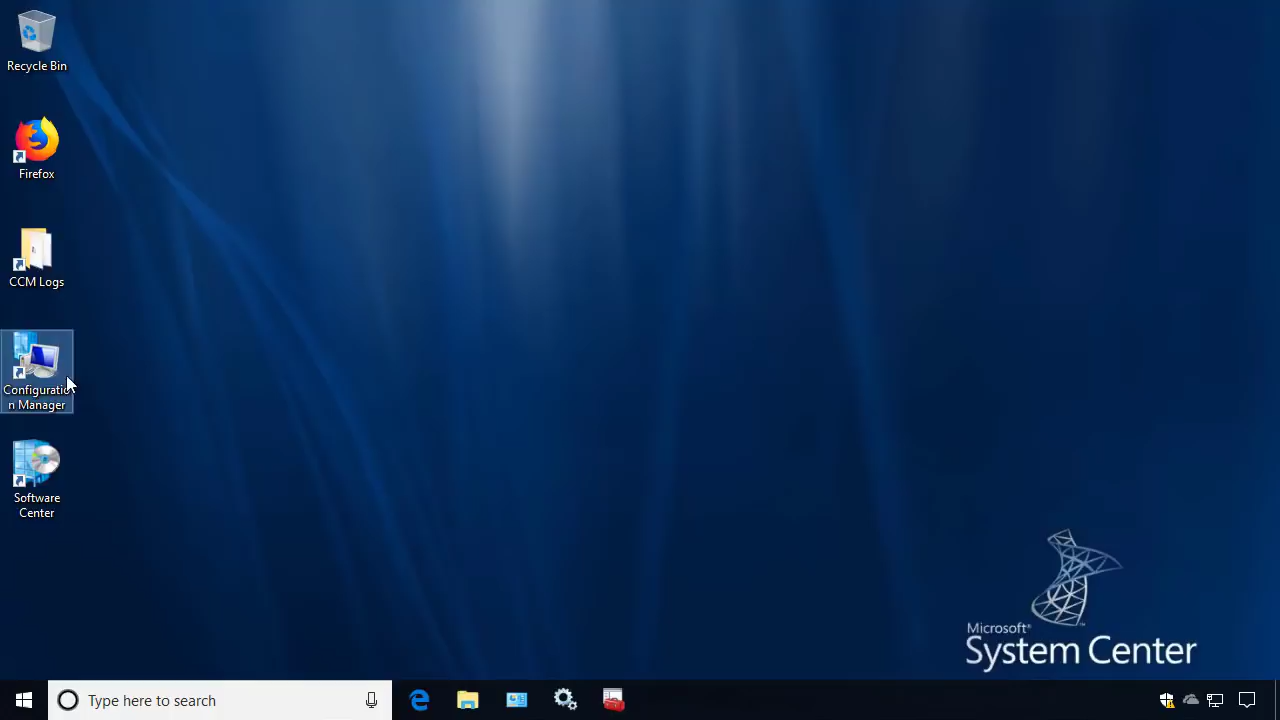 Recycle Bin
Firefox
CCM Logs
Configuratio
n Manager
Software
Center
Microsoft®
System Center
Type here to search